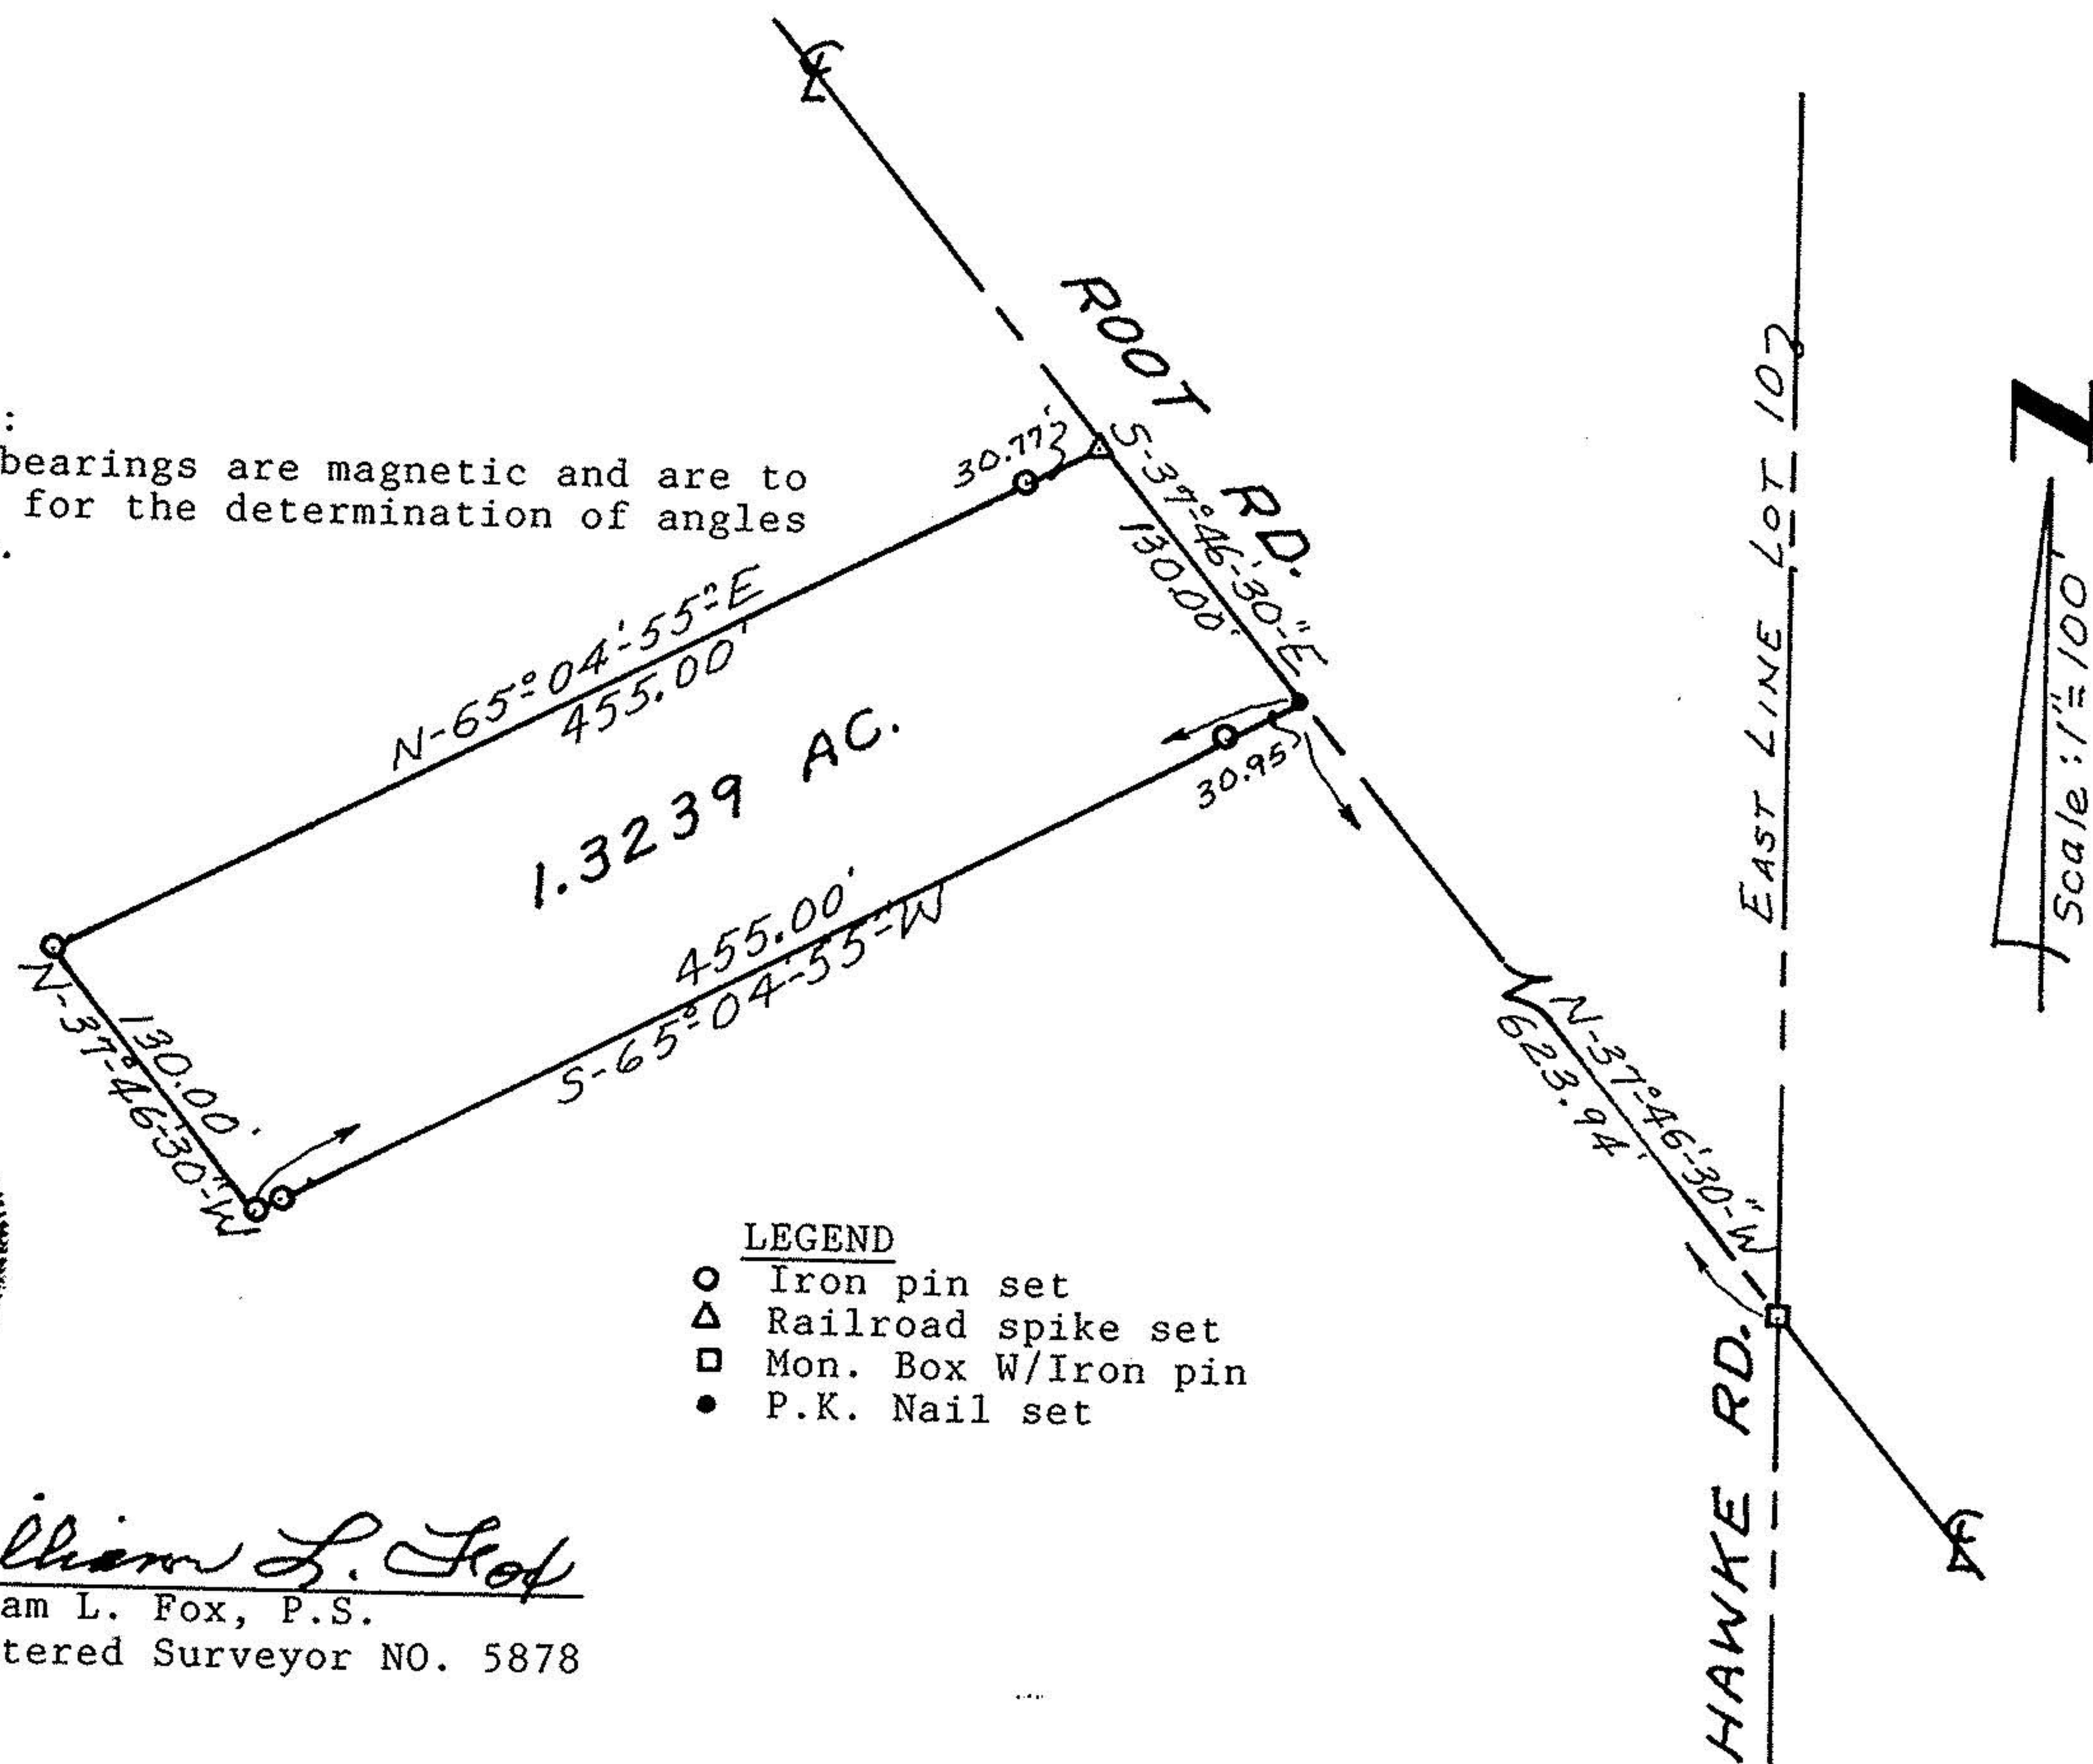 ROOT RD.
:
bearings are magnetic and are to
for the determination of angles
.
30.77'
S-37°-46'-30"-E
130.00'
N-65°-04'-55"-E
455.00'
1.3239 AC.
30.95'
455.00'
S-65°-04'-55"-W
N-37°-46'-30"-W
130.00'
N-37°-46'-30"-W
623.94'
EAST LINE LOT 102
Scale: 1"=100'
HAWKE RD.
LEGEND
Iron pin set
Railroad spike set
Mon. Box W/Iron pin
P.K. Nail set
lliam L. Fox
am L. Fox, P.S.
tered Surveyor NO. 5878